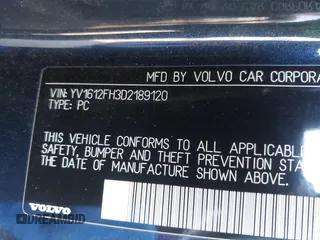 MFD BY VOLVO CAR CORPORA
VIN: YV1612FH3D2189120
TYPE: PC
THIS VEHICLE CONFORMS TO ALL APPLICABLE
SAFETY, BUMPER AND THEFT PREVENTION STA
THE DATE OF MANUFACTURE SHOWN ABOVE.
VOLVO
DREAMBID